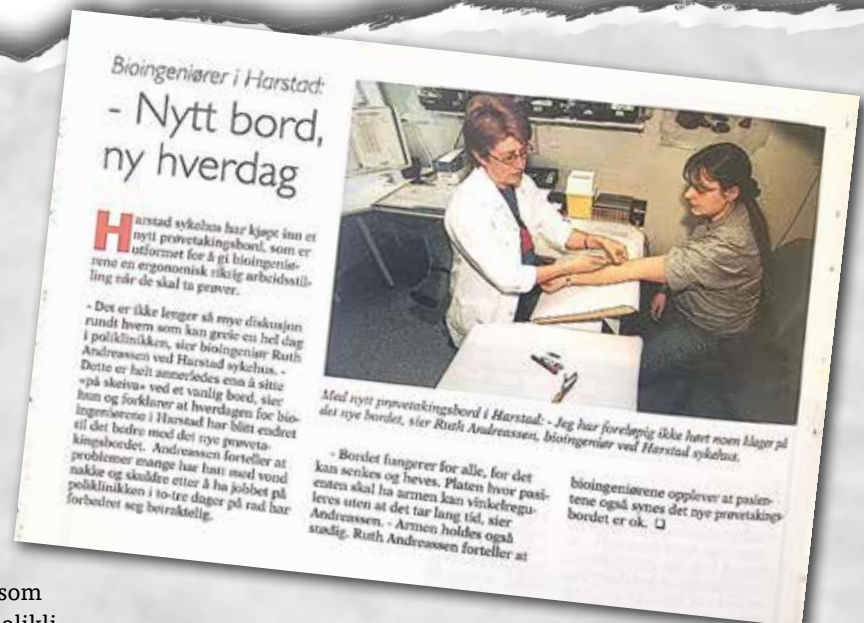 Bioingeniører i Harstad:
- Nytt bord,
ny hverdag
Harstad sykehus har kjøpt inn et
nytt prøvetakingsbord, som er
utformet for å gi bioingeniø-
rene en ergonomisk riktig arbeidsstil-
ling når de skal ta prøver.
- Det er ikke lenger så mye diskusjon
rundt hvem som kan greie en hel dag
i poliklinikken, sier bioingeniør Ruth
Andreassen ved Harstad sykehus. -
Dette er helt annerledes enn å sitte
«på skeiva» ved et vanlig bord, sier
hun og forklarer at hverdagen for bio-
ingeniørene i Harstad har blitt endret
til det bedre med det nye prøveta-
kingsbordet. Andreassen forteller at
problemer mange har hatt med vond
nakke og skuldre etter å ha jobbet på
poliklinikken i to-tre dager på rad har
forbedret seg betraktelig.
Med nytt prøvetakingsbord i Harstad: - Jeg har foreløpig ikke hørt noen klager på
det nye bordet, sier Ruth Andreassen, bioingeniør ved Harstad sykehus.
- Bordet fungerer for alle, for det
kan senkes og heves. Platen hvor pasi-
enten skal ha armen kan vinkelregu-
leres uten at det tar lang tid, sier
Andreassen. - Armen holdes også
stødig. Ruth Andreassen forteller at
bioingeniørene opplever at pasien-
tene også synes det nye prøvetakings-
bordet er ok. ❑
som